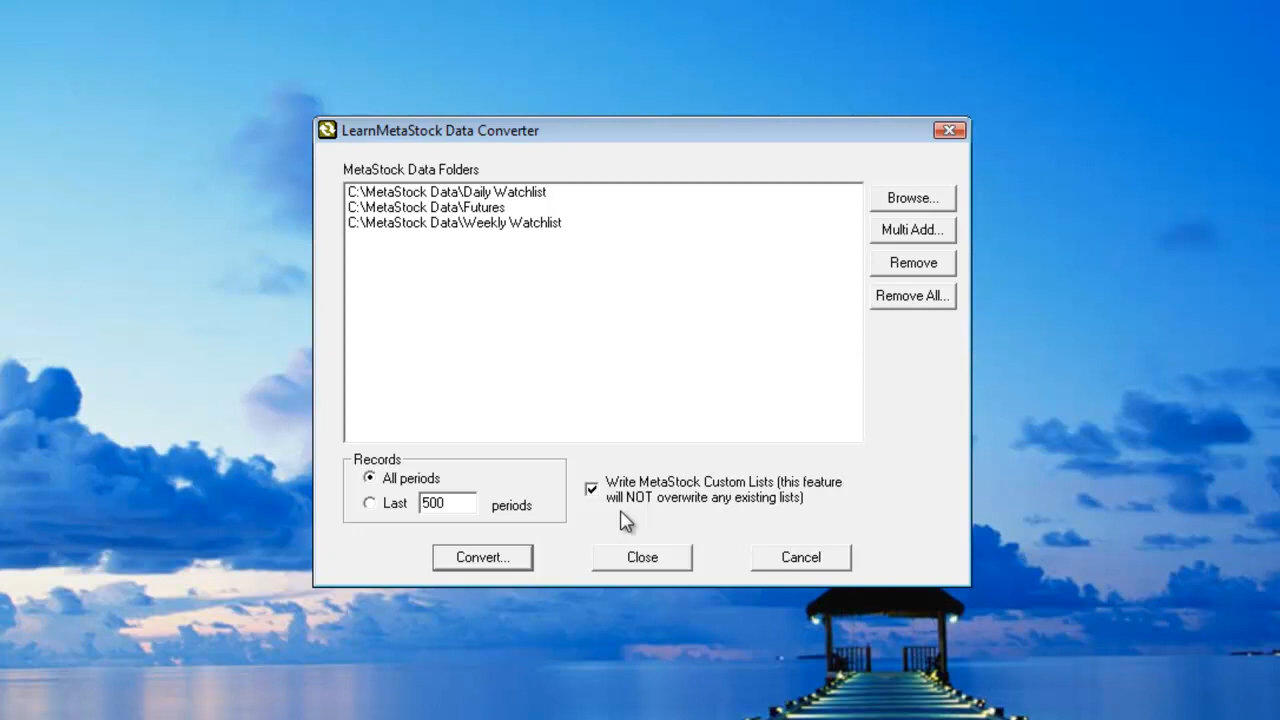 LearnMetaStock Data Converter
MetaStock Data Folders
C:\MetaStock Data\Daily Watchlist
C:\MetaStock Data\Futures
C:\MetaStock Data\Weekly Watchlist
Browse...
Multi Add...
Remove
Remove All...
Records
All periods
Last 500 periods
Write MetaStock Custom Lists (this feature
will NOT overwrite any existing lists)
Convert...
Close
Cancel